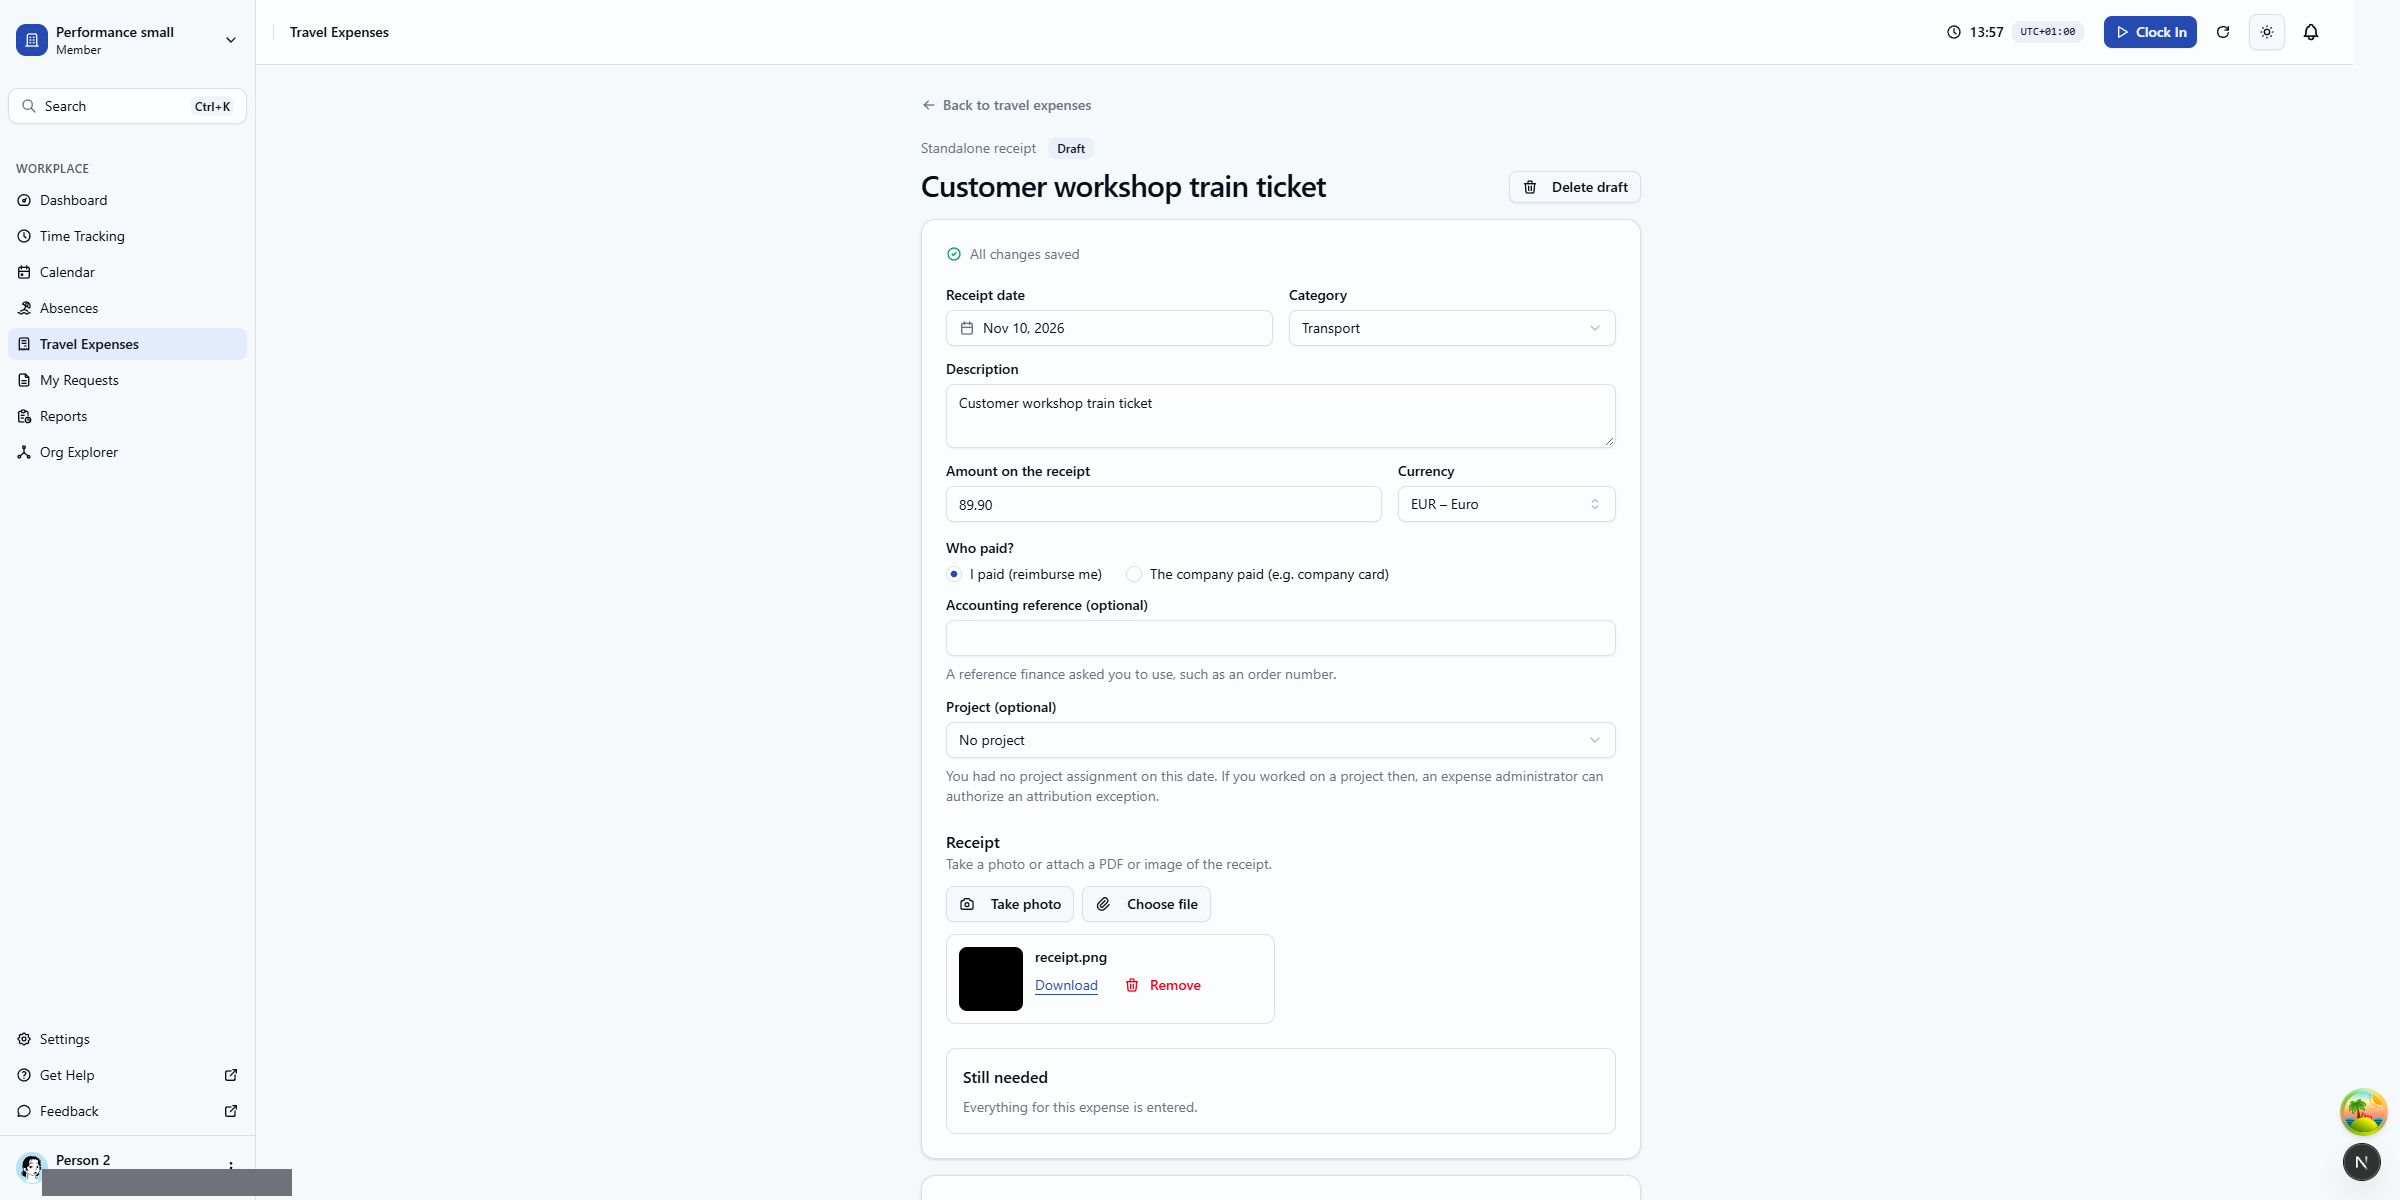 Performance small
Member
Travel Expenses
13:57
UTC+01:00
Clock In
Search
Ctrl+K
WORKPLACE
Dashboard
Time Tracking
Calendar
Absences
Travel Expenses
My Requests
Reports
Org Explorer
Settings
Get Help
Feedback
Person 2
Back to travel expenses
Standalone receipt
Draft
Customer workshop train ticket
Delete draft
All changes saved
Receipt date
Category
Nov 10, 2026
Transport
Description
Customer workshop train ticket
Amount on the receipt
Currency
89.90
EUR – Euro
Who paid?
I paid (reimburse me)
The company paid (e.g. company card)
Accounting reference (optional)
A reference finance asked you to use, such as an order number.
Project (optional)
No project
You had no project assignment on this date. If you worked on a project then, an expense administrator can
authorize an attribution exception.
Receipt
Take a photo or attach a PDF or image of the receipt.
Take photo
Choose file
receipt.png
Download
Remove
Still needed
Everything for this expense is entered.
N